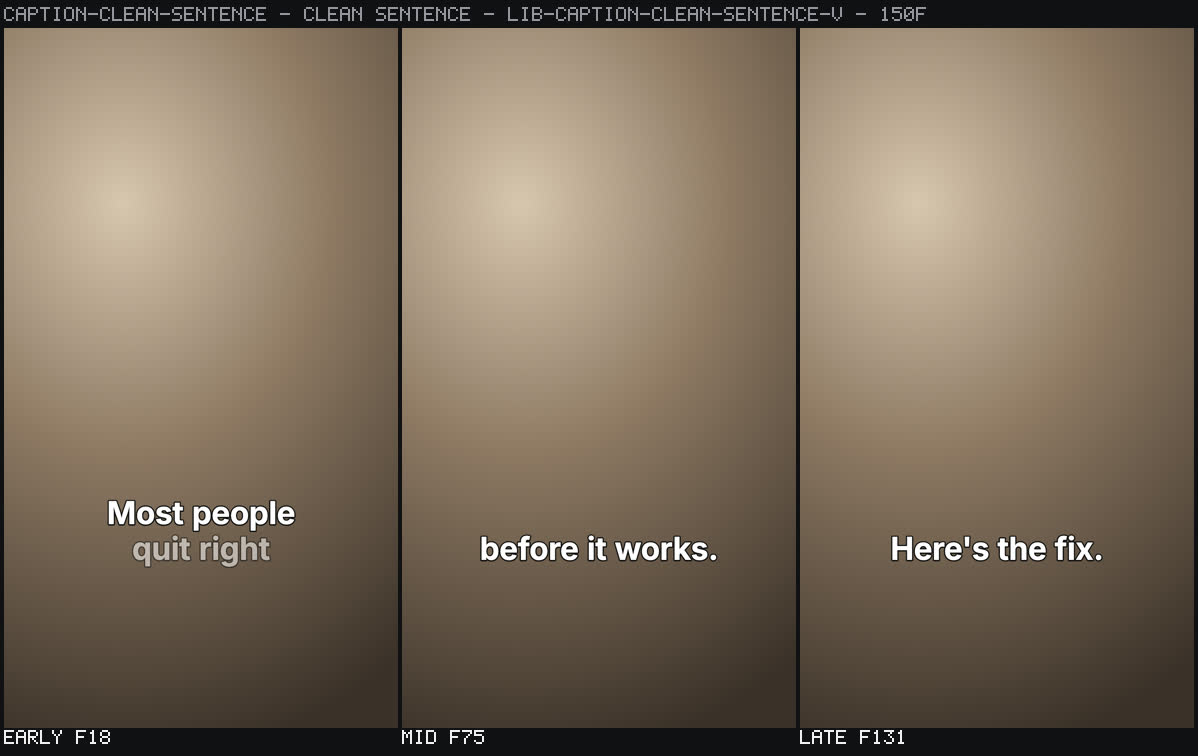 CAPTION-CLEAN-SENTENCE - CLEAN SENTENCE - LIB-CAPTION-CLEAN-SENTENCE-V - 150F
Most people
quit right
before it works.
Here's the fix.
EARLY F18
MID F75
LATE F131